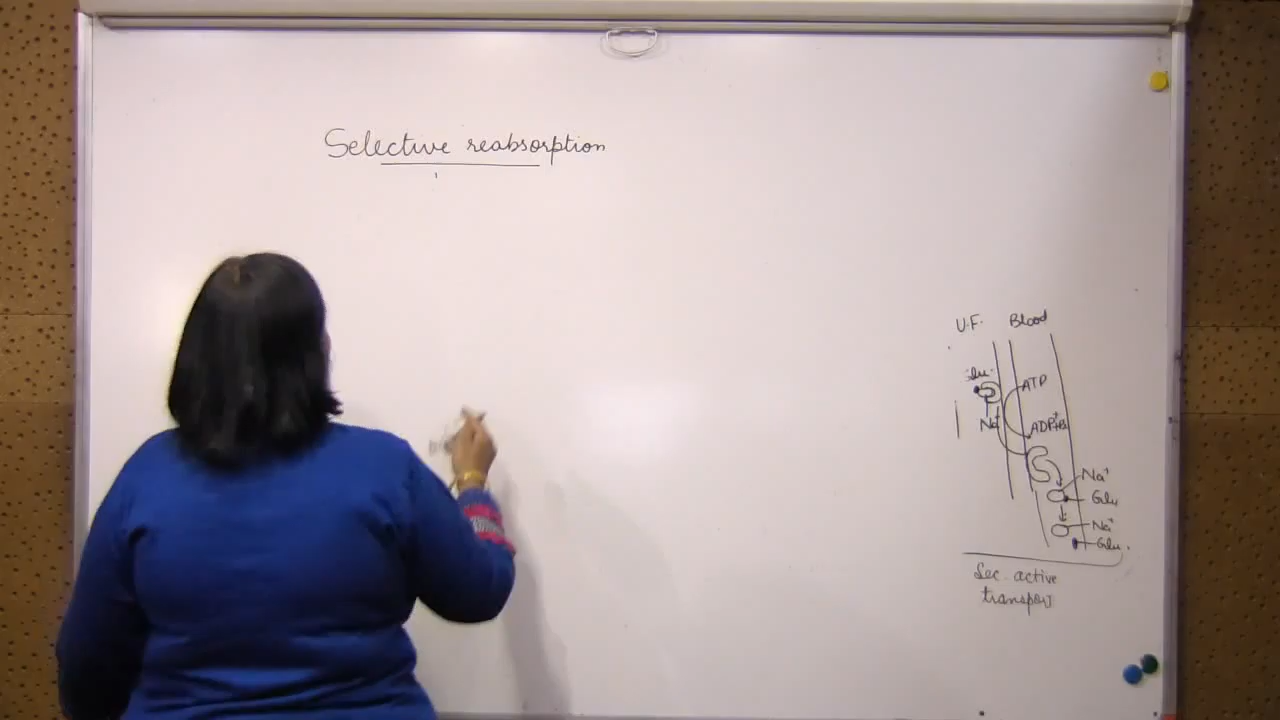 Selective reabsorption
U.F. Blood
Glu.
ATP
Na⁺
ADP+Pi
Na⁺
Glu
Na⁺
Glu.
Sec. active
transport